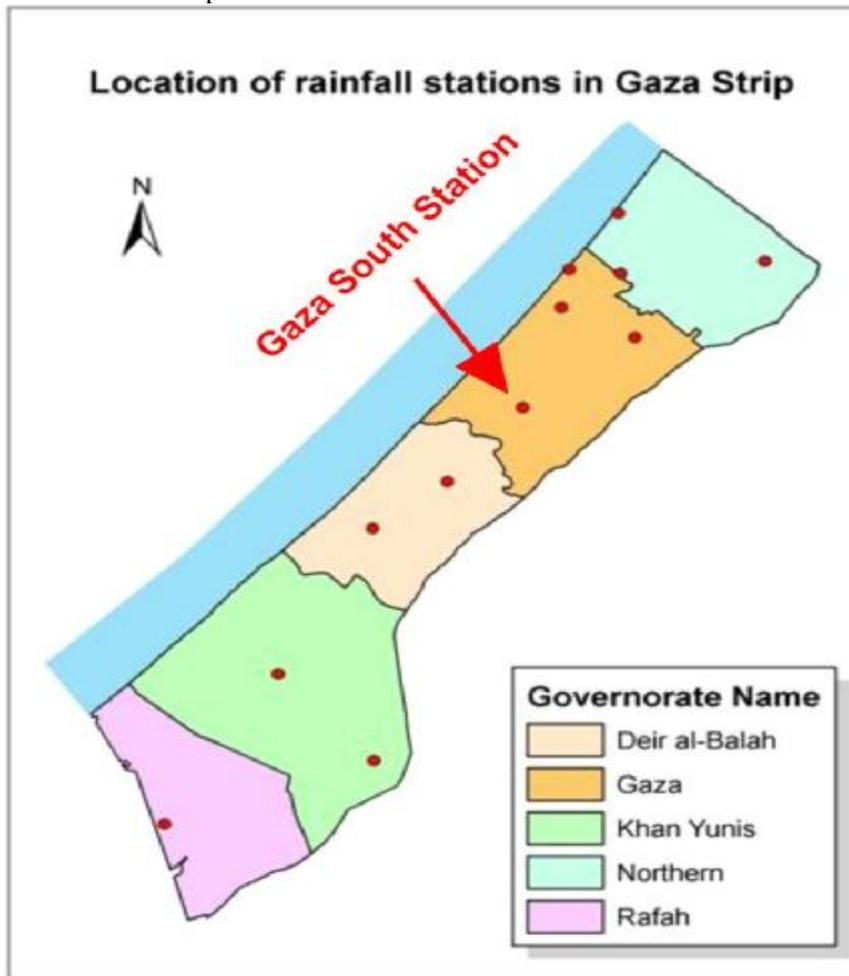 Location of rainfall stations in Gaza Strip
N
Gaza South Station
Governorate Name
Deir al-Balah
Gaza
Khan Yunis
Northern
Rafah